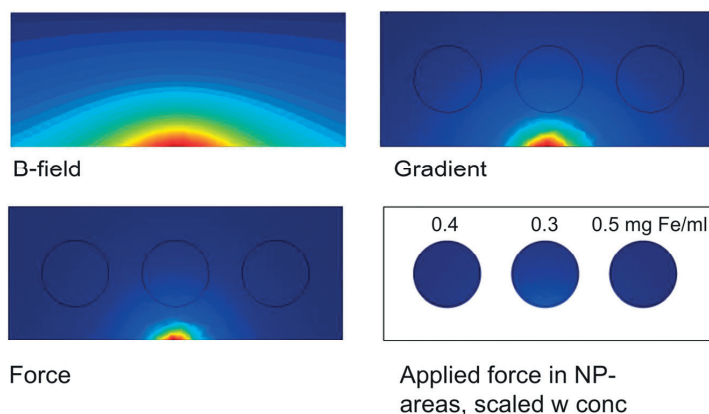 B-field
Gradient
0.4 0.3 0.5 mg Fe/ml
Force
Applied force in NP-
areas, scaled w conc